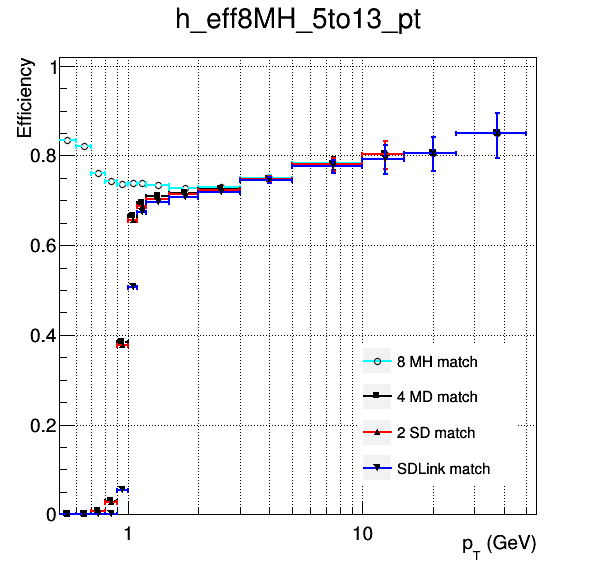 h_eff8MH_5to13_pt
Efficiency
1
0.8
0.6
0.4
0.2
0
8 MH match
4 MD match
2 SD match
SDLink match
1
10
p_T (GeV)